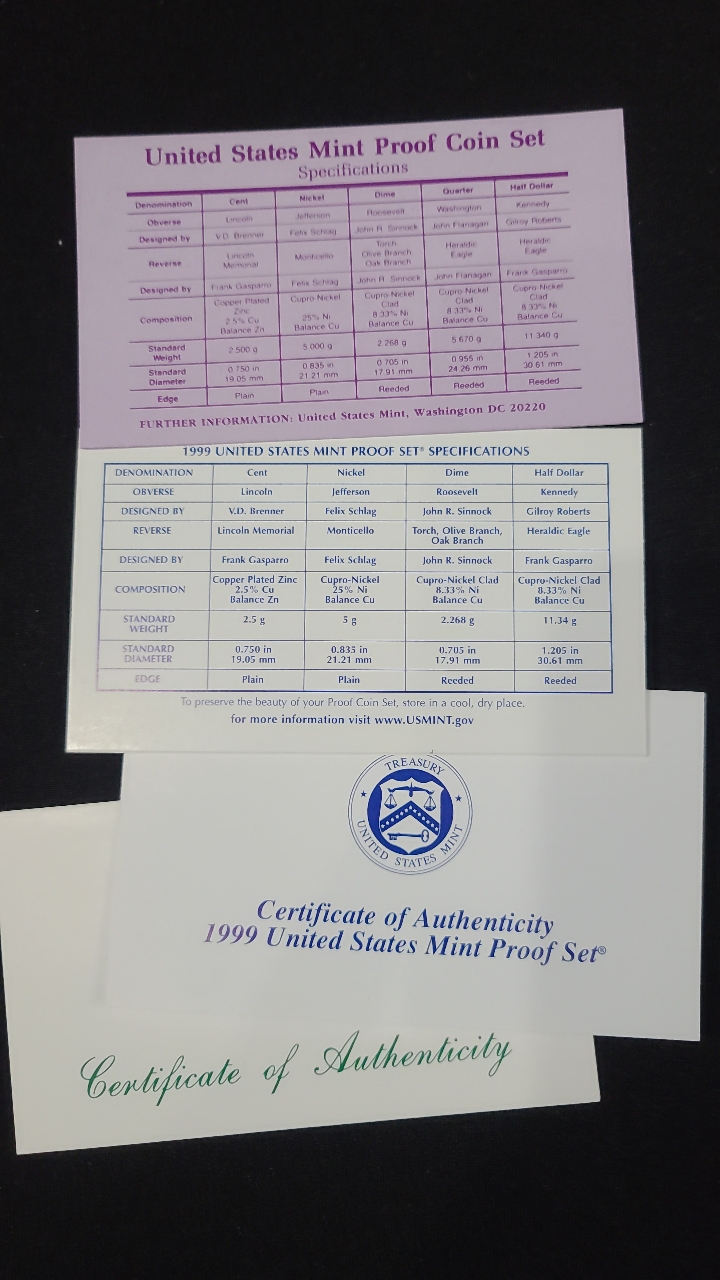 United States Mint Proof Coin Set
Specifications
Denomination Cent Nickel Dime Quarter Half Dollar
Obverse Lincoln Jefferson Roosevelt Washington Kennedy
Designed by V.D. Brenner Felix Schlag John R. Sinnock John Flanagan Gilroy Roberts
Reverse Lincoln Memorial Monticello Torch Olive Branch Oak Branch Heraldic Eagle Heraldic Eagle
Designed by Frank Gasparro Felix Schlag John R. Sinnock John Flanagan Frank Gasparro
Composition Copper Plated Zinc 2.5% Cu Balance Zn Cupro-Nickel 25% Ni Balance Cu Cupro-Nickel Clad 8.33% Ni Balance Cu Cupro-Nickel Clad 8.33% Ni Balance Cu Cupro-Nickel Clad 8.33% Ni Balance Cu
Standard Weight 2.500 g 5.000 g 2.268 g 5.670 g 11.340 g
Standard Diameter 0.750 in 19.05 mm 0.835 in 21.21 mm 0.705 in 17.91 mm 0.955 in 24.26 mm 1.205 in 30.61 mm
Edge Plain Plain Reeded Reeded Reeded
FURTHER INFORMATION: United States Mint, Washington DC 20220
1999 UNITED STATES MINT PROOF SET® SPECIFICATIONS
DENOMINATION Cent Nickel Dime Half Dollar
OBVERSE Lincoln Jefferson Roosevelt Kennedy
DESIGNED BY V.D. Brenner Felix Schlag John R. Sinnock Gilroy Roberts
REVERSE Lincoln Memorial Monticello Torch, Olive Branch, Oak Branch Heraldic Eagle
DESIGNED BY Frank Gasparro Felix Schlag John R. Sinnock Frank Gasparro
COMPOSITION Copper Plated Zinc 2.5% Cu Balance Zn Cupro-Nickel 25% Ni Balance Cu Cupro-Nickel Clad 8.33% Ni Balance Cu Cupro-Nickel Clad 8.33% Ni Balance Cu
STANDARD WEIGHT 2.5 g 5 g 2.268 g 11.34 g
STANDARD DIAMETER 0.750 in 19.05 mm 0.835 in 21.21 mm 0.705 in 17.91 mm 1.205 in 30.61 mm
EDGE Plain Plain Reeded Reeded
To preserve the beauty of your Proof Coin Set, store in a cool, dry place.
for more information visit www.USMINT.gov
TREASURY
UNITED STATES MINT
Certificate of Authenticity
1999 United States Mint Proof Set®
Certificate of Authenticity